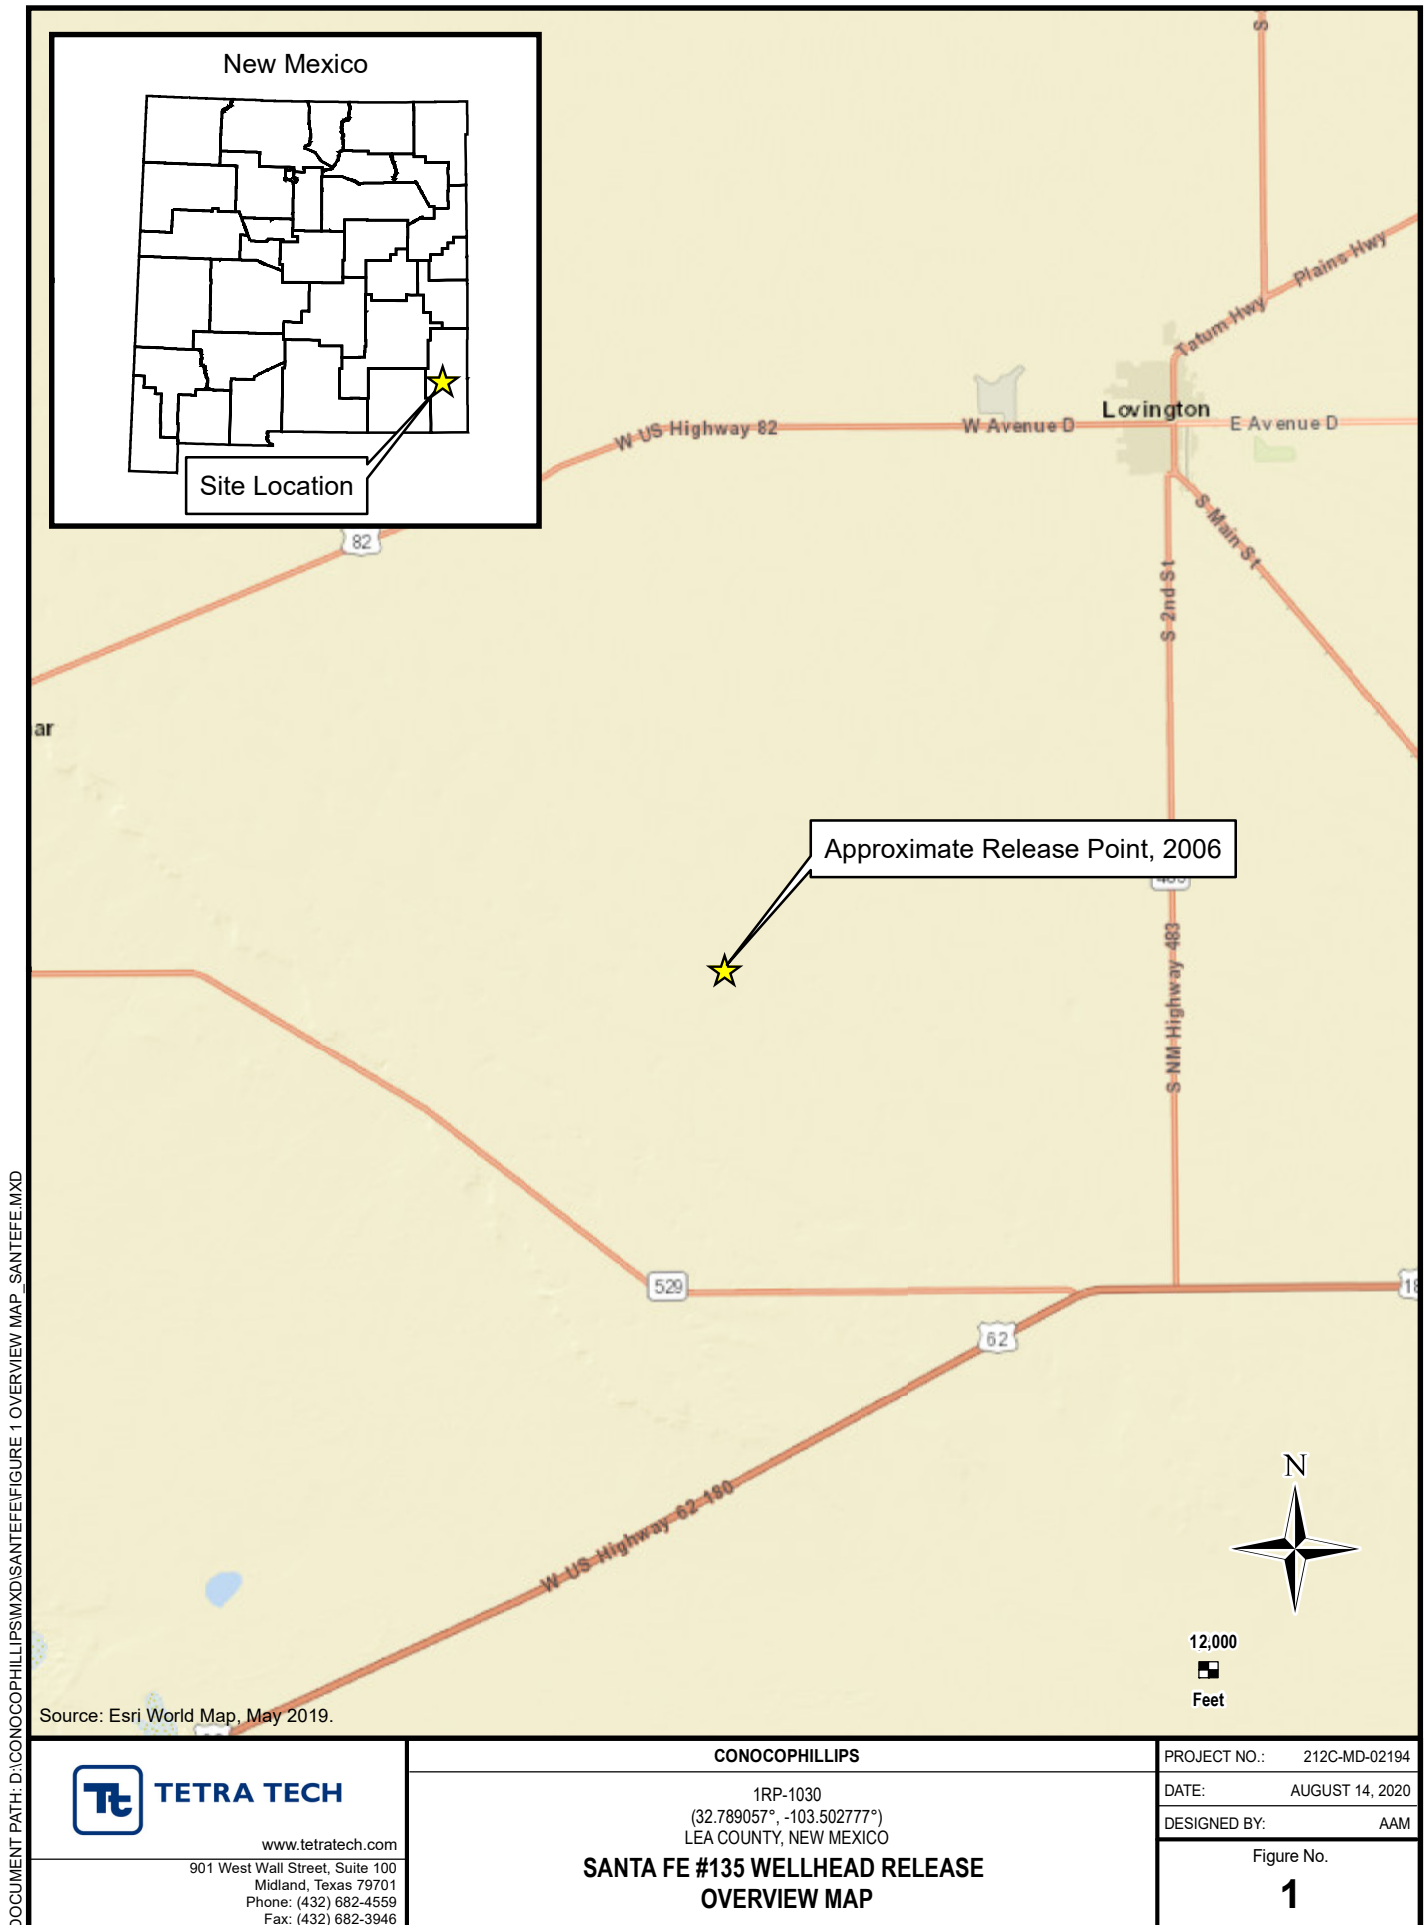 New Mexico
Site Location
S
Plains Hwy
Tatum Hwy
Lovington
W US Highway 82
W Avenue D
E Avenue D
82
S Main St
S 2nd St
ar
Approximate Release Point, 2006
S NM Highway 483
529
18
62
W US Highway 62-180
N
12,000
Feet
Source: Esri World Map, May 2019.
DOCUMENT PATH: D:\CONOCOPHILLIPS\MXD\SANTEFE\FIGURE 1 OVERVIEW MAP_SANTEFE.MXD
Tt TETRA TECH
www.tetratech.com
901 West Wall Street, Suite 100
Midland, Texas 79701
Phone: (432) 682-4559
Fax: (432) 682-3946
CONOCOPHILLIPS
1RP-1030
(32.789057°, -103.502777°)
LEA COUNTY, NEW MEXICO
SANTA FE #135 WELLHEAD RELEASE
OVERVIEW MAP
PROJECT NO.: 212C-MD-02194
DATE: AUGUST 14, 2020
DESIGNED BY: AAM
Figure No.
1